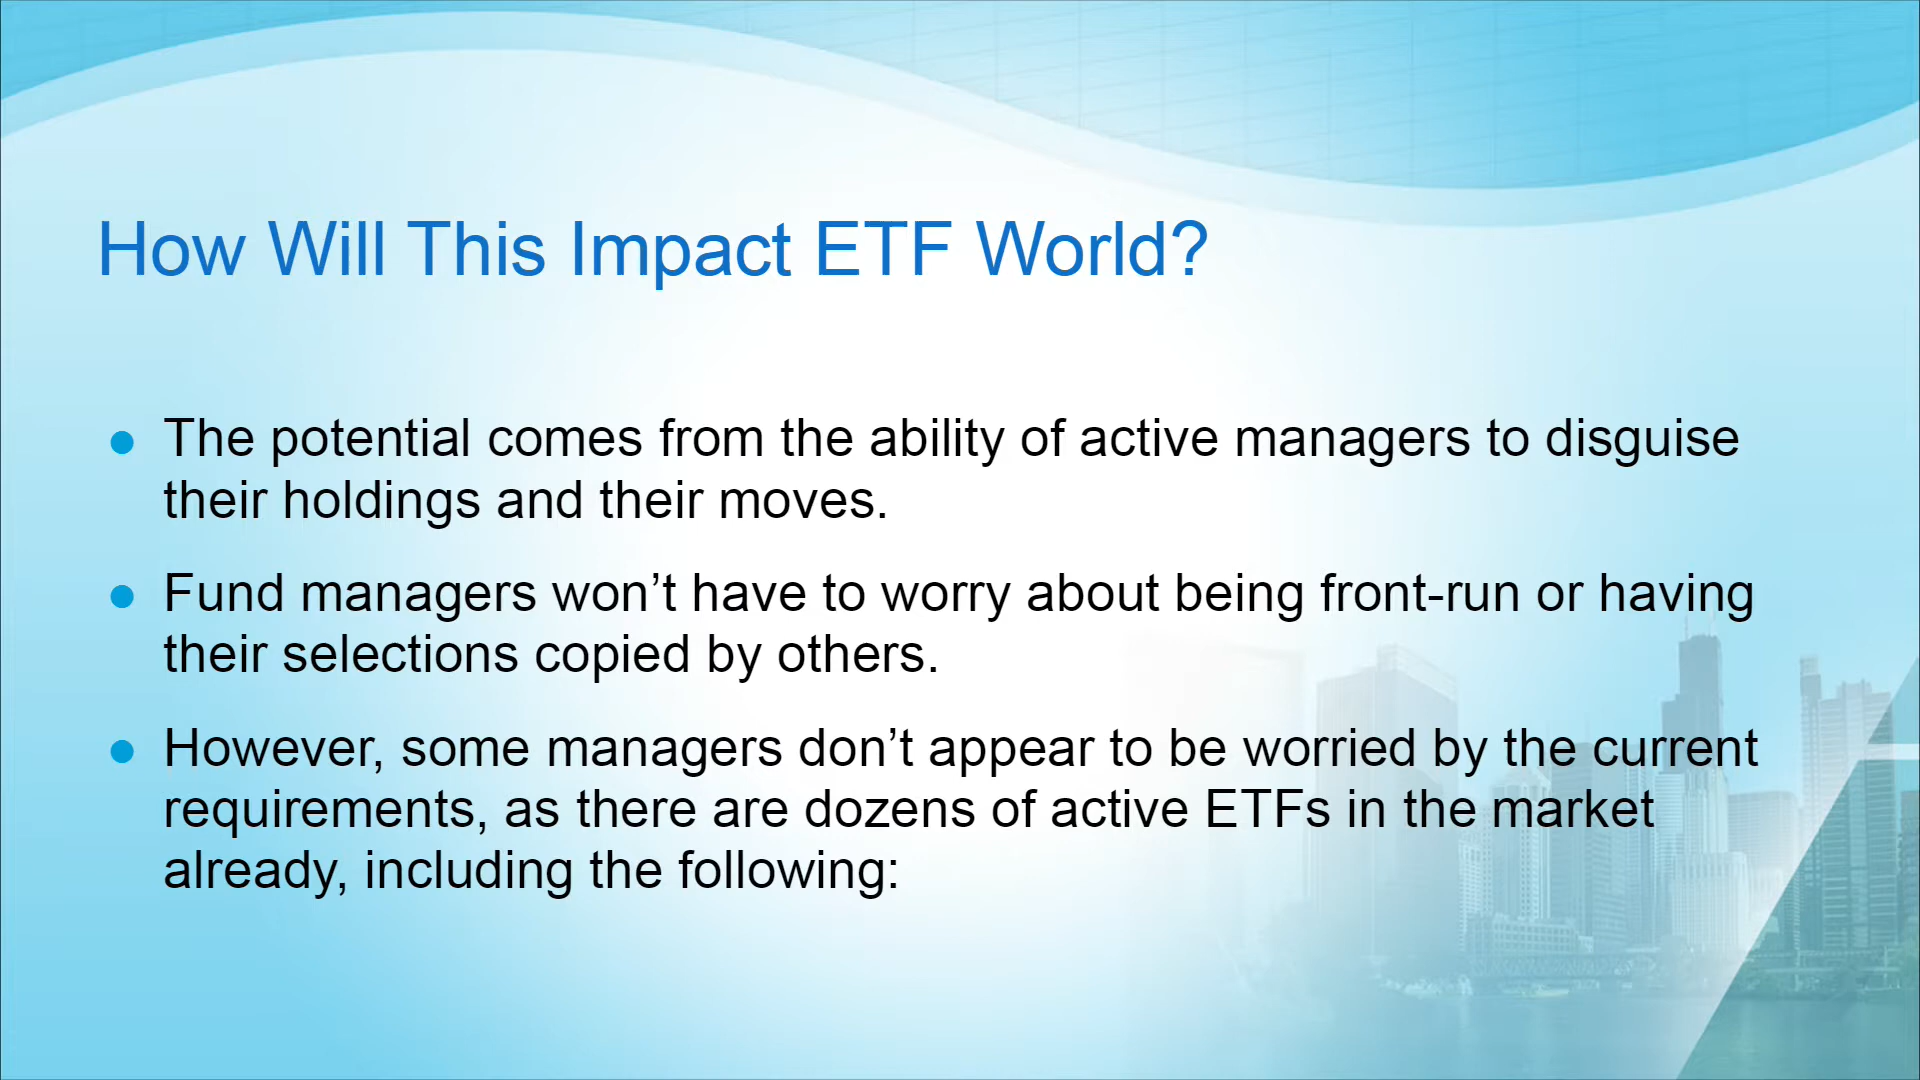 How Will This Impact ETF World?
The potential comes from the ability of active managers to disguise
their holdings and their moves.
Fund managers won’t have to worry about being front-run or having
their selections copied by others.
However, some managers don’t appear to be worried by the current
requirements, as there are dozens of active ETFs in the market
already, including the following: